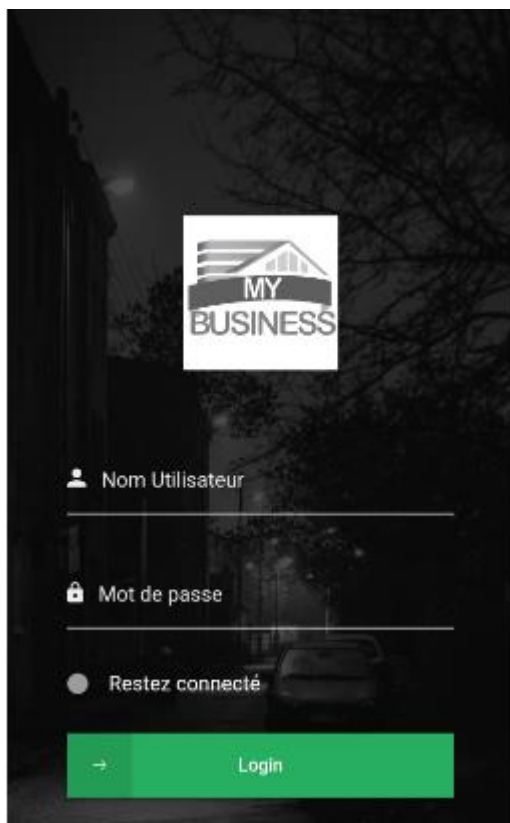 MY
BUSINESS
Nom Utilisateur
Mot de passe
Restez connecté
Login